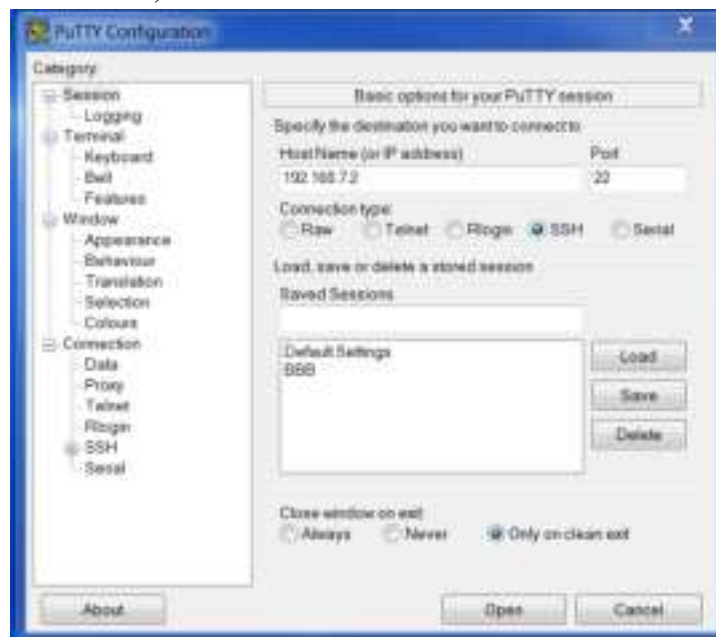 PuTTY Configuration
Category:
Session
Logging
Terminal
Keyboard
Bell
Features
Window
Appearance
Behaviour
Translation
Selection
Colours
Connection
Data
Proxy
Telnet
Rlogin
SSH
Serial
Basic options for your PuTTY session
Specify the destination you want to connect to
Host Name (or IP address) Port
192.168.7.2 22
Connection type:
Raw Telnet Rlogin SSH Serial
Load, save or delete a stored session
Saved Sessions
Default Settings
BBB
Load
Save
Delete
Close window on exit:
Always Never Only on clean exit
About Open Cancel